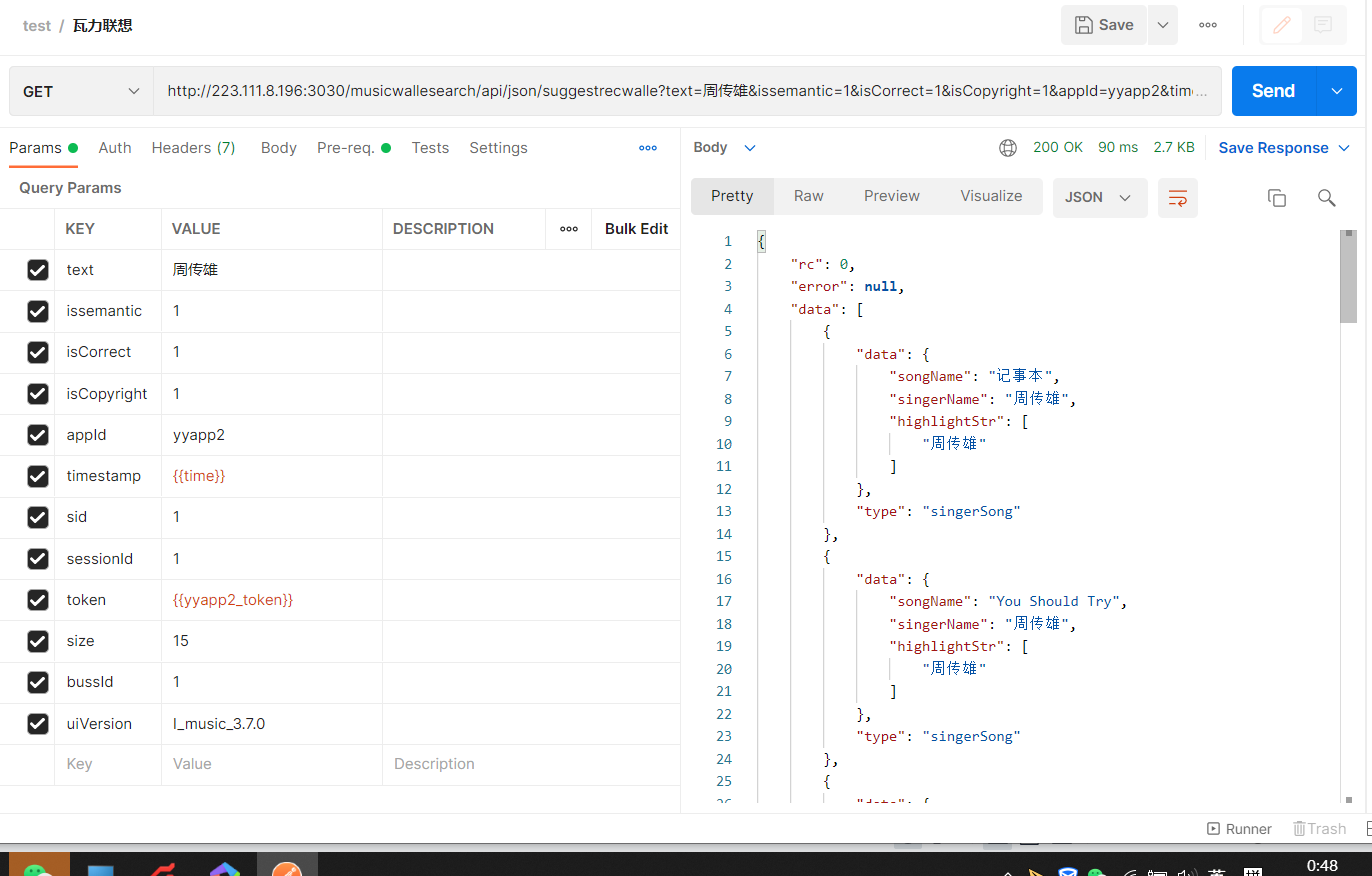 test / 瓦力联想
Save
GET
http://223.111.8.196:3030/musicwallesearch/api/json/suggestrecwalle?text=周传雄&issemantic=1&isCorrect=1&isCopyright=1&appId=yyapp2&tim...
Send
Params Auth Headers (7) Body Pre-req. Tests Settings
Query Params
KEY VALUE DESCRIPTION Bulk Edit
text 周传雄
issemantic 1
isCorrect 1
isCopyright 1
appId yyapp2
timestamp {{time}}
sid 1
sessionId 1
token {{yyapp2_token}}
size 15
bussId 1
uiVersion I_music_3.7.0
Key Value Description
Body 200 OK 90 ms 2.7 KB Save Response
Pretty Raw Preview Visualize JSON
1 {
2 "rc": 0,
3 "error": null,
4 "data": [
5 {
6 "data": {
7 "songName": "记事本",
8 "singerName": "周传雄",
9 "highlightStr": [
10 "周传雄"
11 ]
12 },
13 "type": "singerSong"
14 },
15 {
16 "data": {
17 "songName": "You Should Try",
18 "singerName": "周传雄",
19 "highlightStr": [
20 "周传雄"
21 ]
22 },
23 "type": "singerSong"
24 },
25 {
26 "data": {
Runner Trash
英
0:48